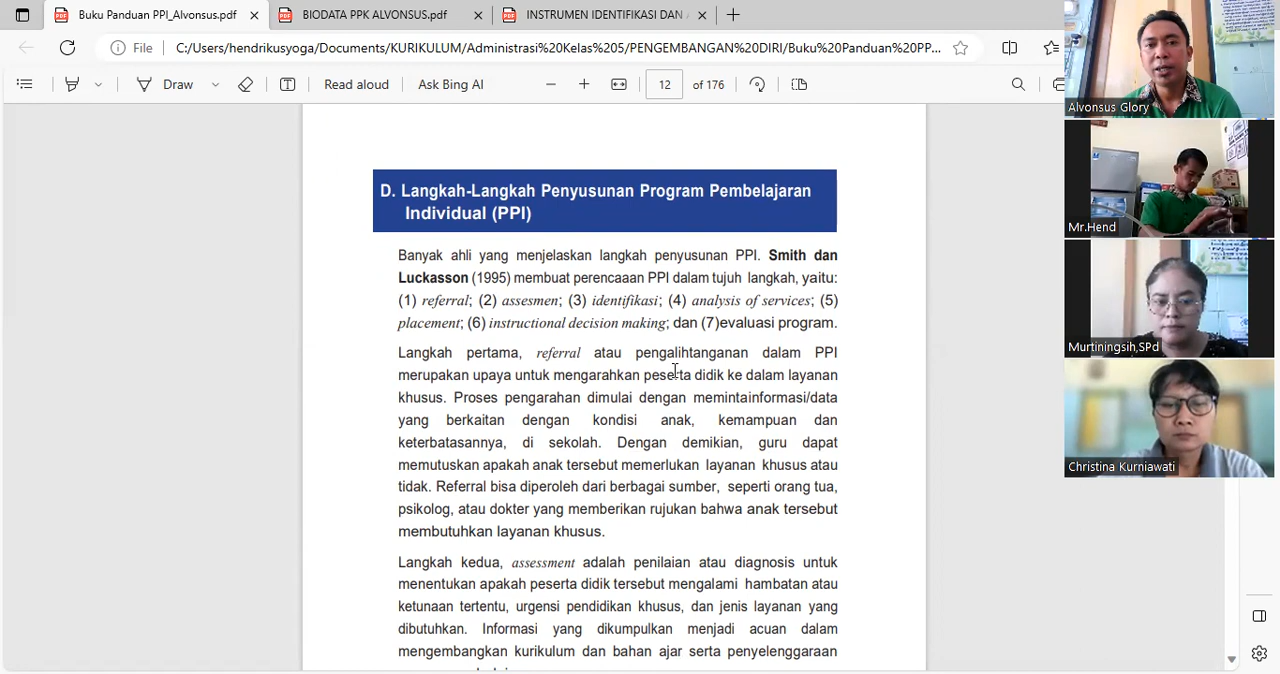 Buku Panduan PPI_Alvonsus.pdf
BIODATA PPK ALVONSUS.pdf
INSTRUMEN IDENTIFIKASI DAN
File
C:/Users/hendrikusyoga/Documents/KURIKULUM/Administrasi%20Kelas%205/PENGEMBANGAN%20DIRI/Buku%20Panduan%20PP...
Draw
Read aloud
Ask Bing AI
12 of 176
D. Langkah-Langkah Penyusunan Program Pembelajaran
Individual (PPI)
Banyak ahli yang menjelaskan langkah penyusunan PPI. Smith dan
Luckasson (1995) membuat perencaaan PPI dalam tujuh langkah, yaitu:
(1) referral; (2) assesmen; (3) identifikasi; (4) analysis of services; (5)
placement; (6) instructional decision making; dan (7)evaluasi program.
Langkah pertama, referral atau pengalihtanganan dalam PPI
merupakan upaya untuk mengarahkan peserta didik ke dalam layanan
khusus. Proses pengarahan dimulai dengan memintainformasi/data
yang berkaitan dengan kondisi anak, kemampuan dan
keterbatasannya, di sekolah. Dengan demikian, guru dapat
memutuskan apakah anak tersebut memerlukan layanan khusus atau
tidak. Referral bisa diperoleh dari berbagai sumber, seperti orang tua,
psikolog, atau dokter yang memberikan rujukan bahwa anak tersebut
membutuhkan layanan khusus.
Langkah kedua, assessment adalah penilaian atau diagnosis untuk
menentukan apakah peserta didik tersebut mengalami hambatan atau
ketunaan tertentu, urgensi pendidikan khusus, dan jenis layanan yang
dibutuhkan. Informasi yang dikumpulkan menjadi acuan dalam
mengembangkan kurikulum dan bahan ajar serta penyelenggaraan
Alvonsus Glory
Mr.Hend
Murtiningsih,SPd
Christina Kurniawati